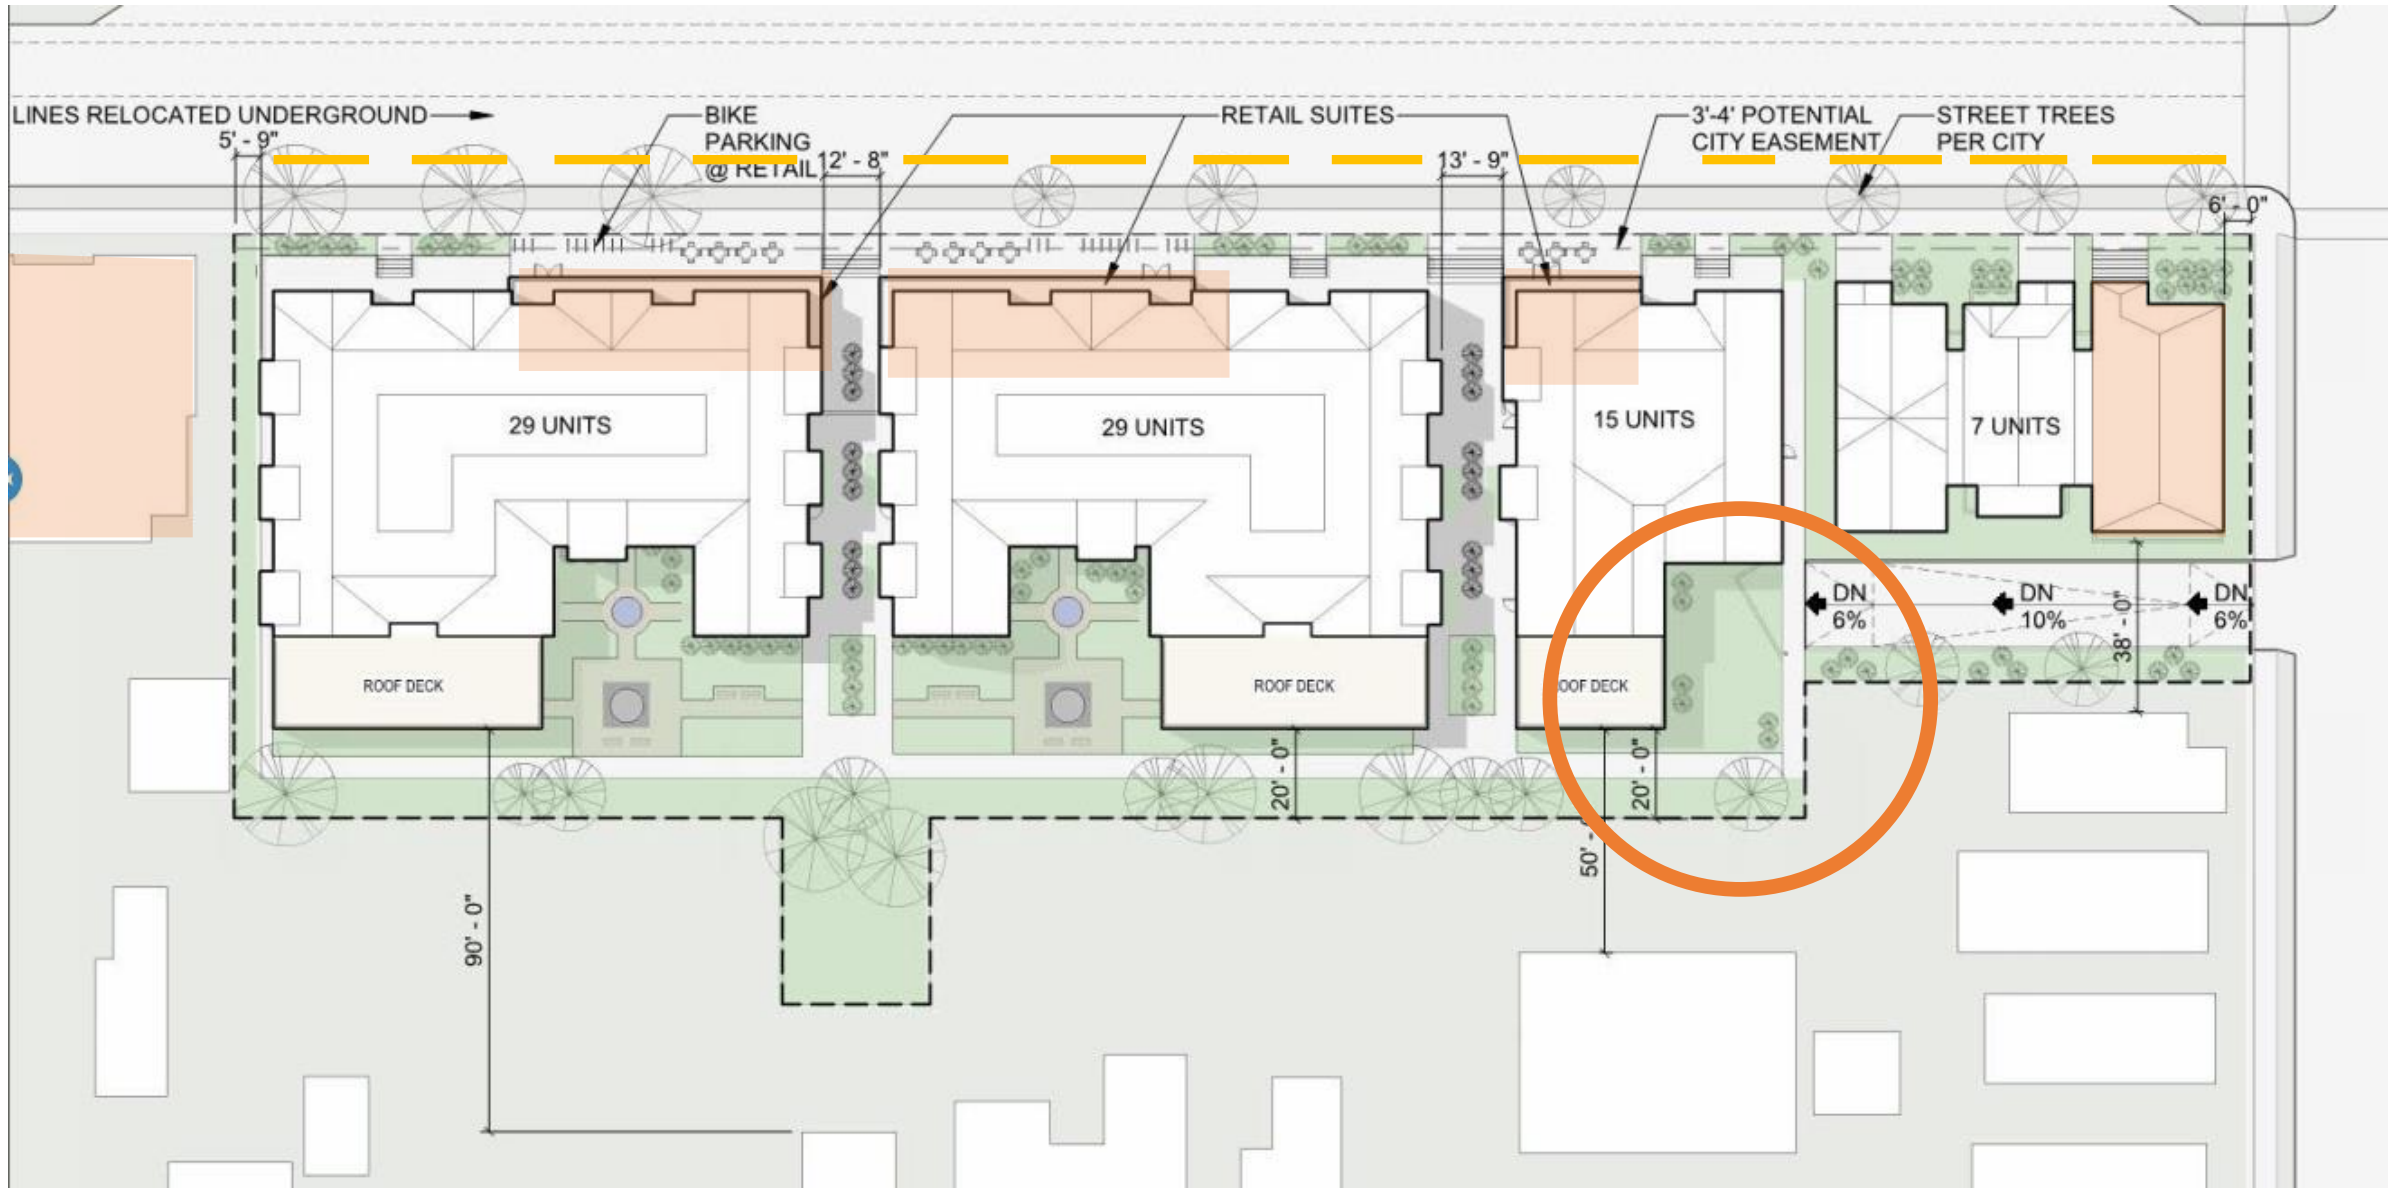 LINES RELOCATED UNDERGROUND
BIKE
PARKING
@ RETAIL
RETAIL SUITES
3'-4' POTENTIAL
CITY EASEMENT
STREET TREES
PER CITY
5' - 9"
12' - 8"
13' - 9"
6' - 0"
29 UNITS
29 UNITS
15 UNITS
7 UNITS
DN
6%
DN
10%
DN
6%
38' - 0"
ROOF DECK
ROOF DECK
OOF DECK
20' - 0"
20' - 0"
50' -
90' - 0"